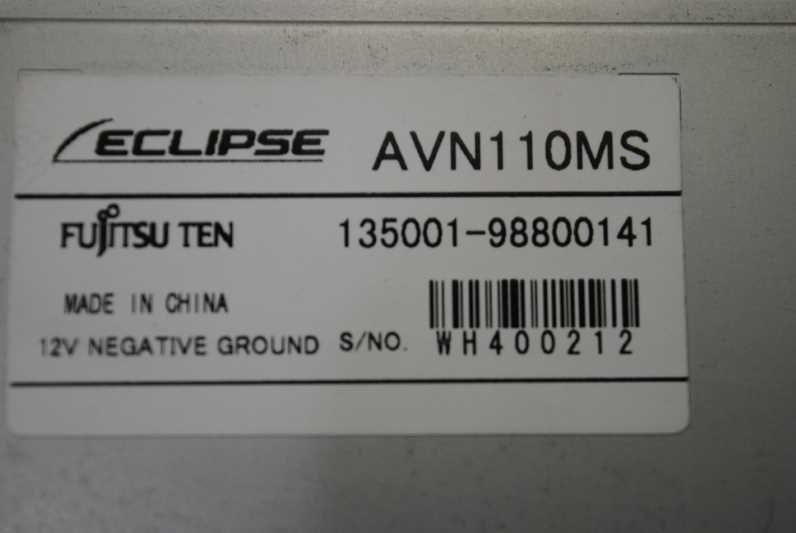 ECLIPSE AVN110MS
FUJITSU TEN 135001-98800141
MADE IN CHINA
12V NEGATIVE GROUND S/NO. WH400212